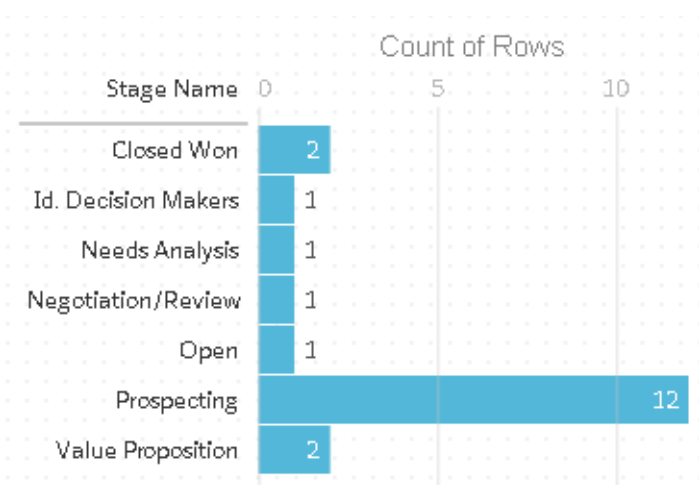 Count of Rows
Stage Name 0 5 10
Closed Won 2
Id. Decision Makers 1
Needs Analysis 1
Negotiation/Review 1
Open 1
Prospecting 12
Value Proposition 2